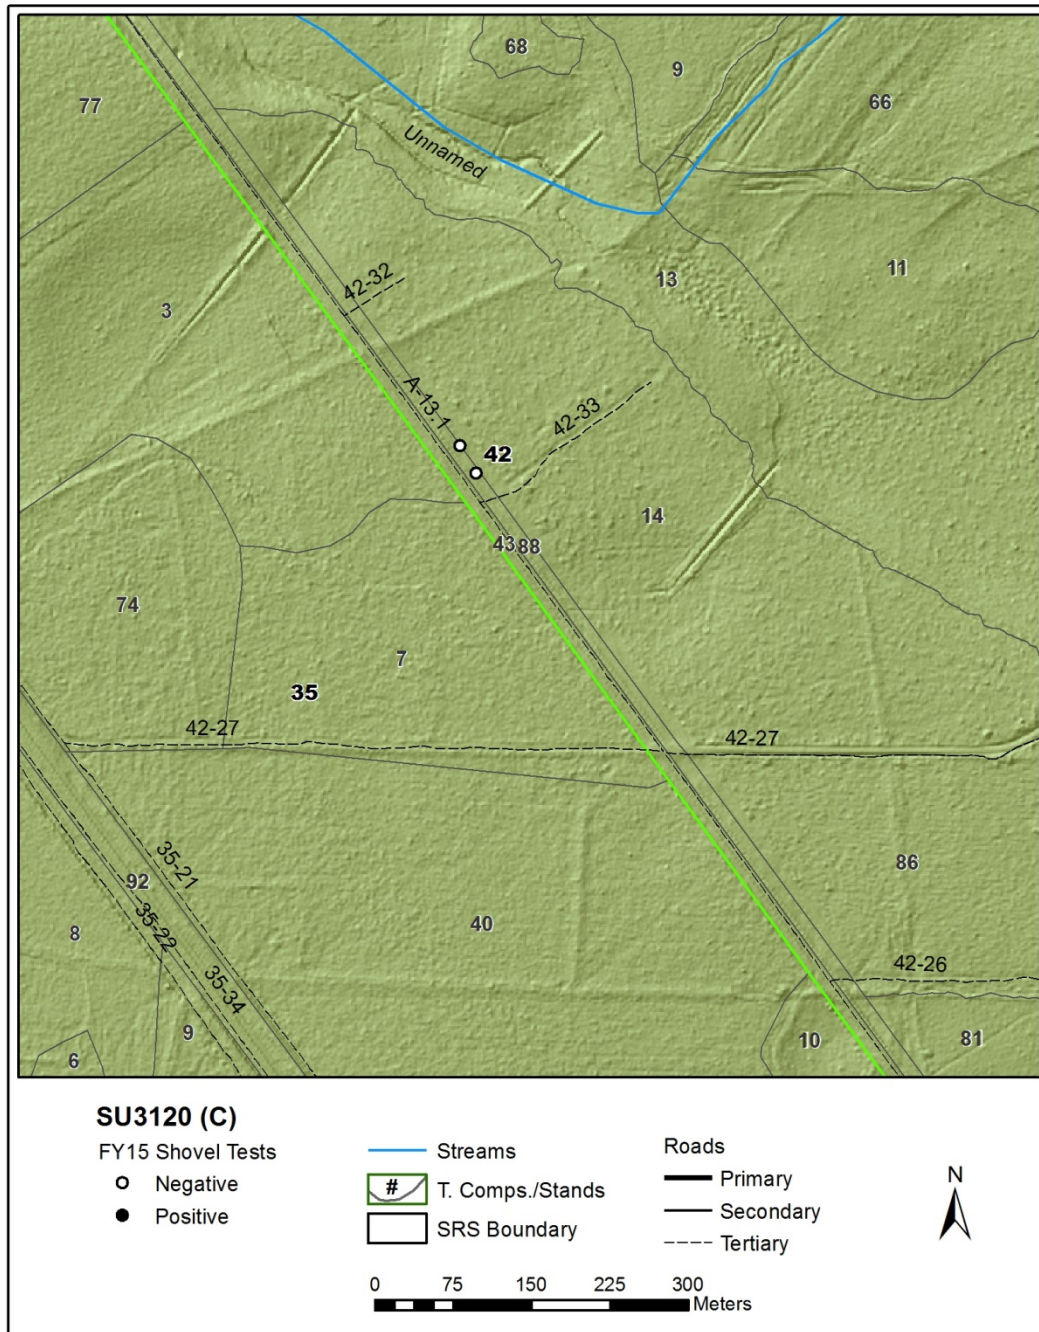 68
9
77
66
Unnamed
13
11
42-32
3
A-13.1
42-33
42
14
43
88
74
7
35
42-27
42-27
35-21
86
92
35-22
40
8
42-26
35-34
9
10
81
6
SU3120 (C)
FY15 Shovel Tests
Negative
Positive
Streams
# T. Comps./Stands
SRS Boundary
Roads
Primary
Secondary
Tertiary
N
0 75 150 225 300
Meters